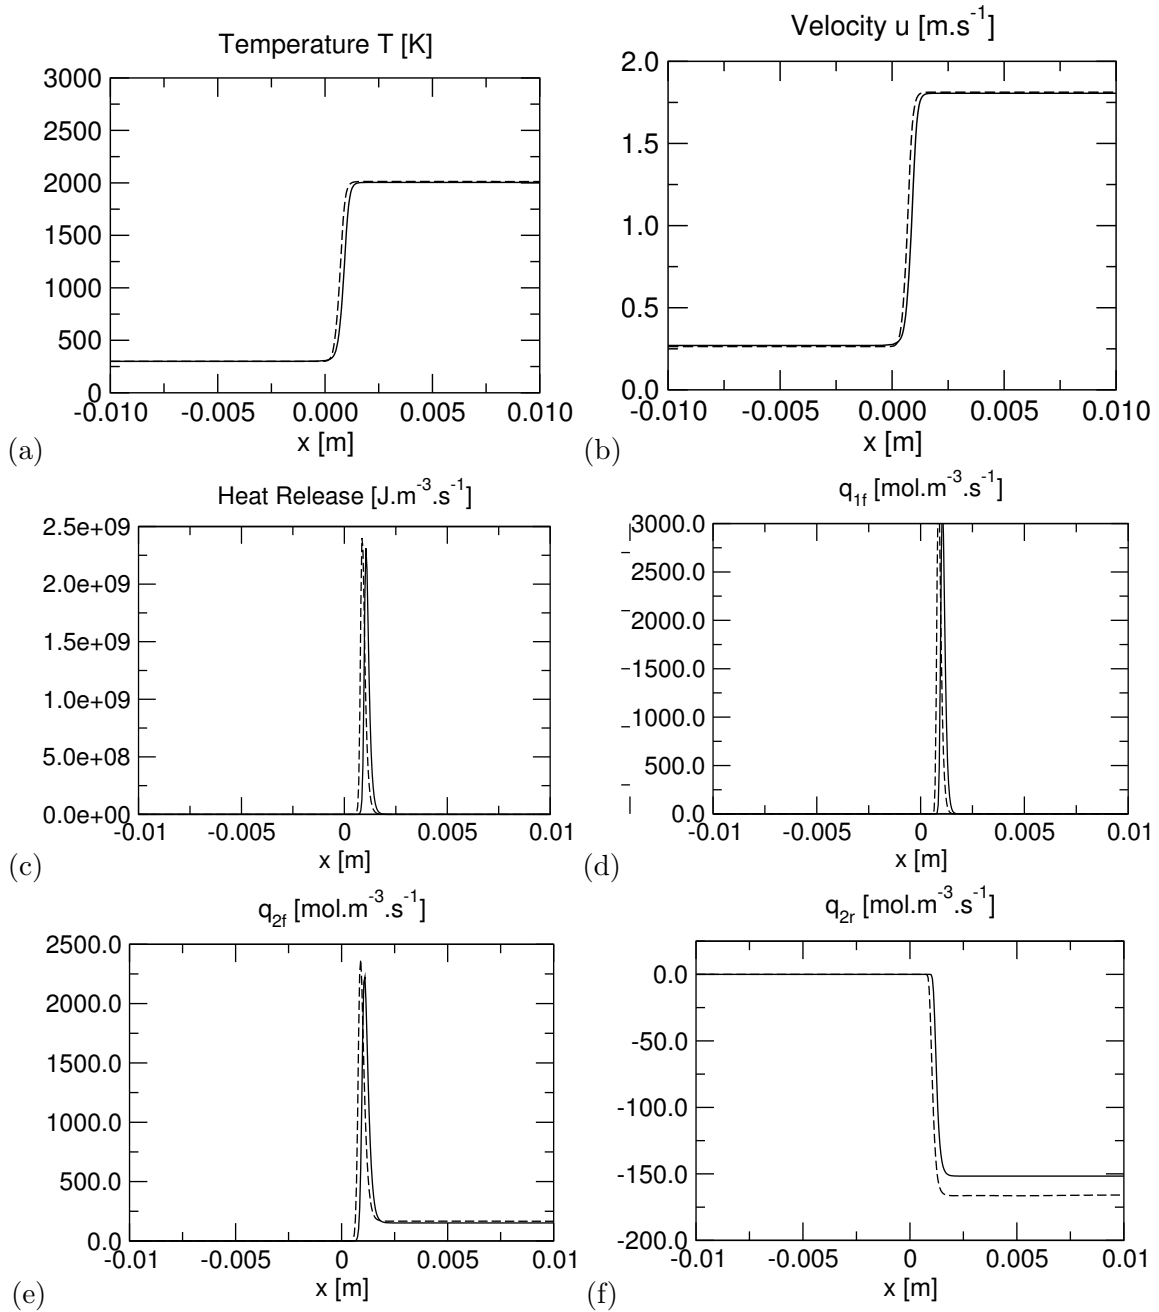 Temperature T [K]
3000
2500
2000
1500
1000
500
0
-0.010 -0.005 0.000 0.005 0.010
x [m]
(a)
Velocity u [m.s-1]
2.0
1.5
1.0
0.5
0.0
-0.010 -0.005 0.000 0.005 0.010
x [m]
(b)
Heat Release [J.m-3.s-1]
2.5e+09
2.0e+09
1.5e+09
1.0e+09
5.0e+08
0.0e+00
-0.01 -0.005 0 0.005 0.01
x [m]
(c)
q1f [mol.m-3.s-1]
3000.0
2500.0
2000.0
1500.0
1000.0
500.0
0.0
-0.01 -0.005 0 0.005 0.01
x [m]
(d)
q2f [mol.m-3.s-1]
2500.0
2000.0
1500.0
1000.0
500.0
0.0
-0.01 -0.005 0 0.005 0.01
x [m]
(e)
q2r [mol.m-3.s-1]
0.0
-50.0
-100.0
-150.0
-200.0
-0.01 -0.005 0 0.005 0.01
x [m]
(f)